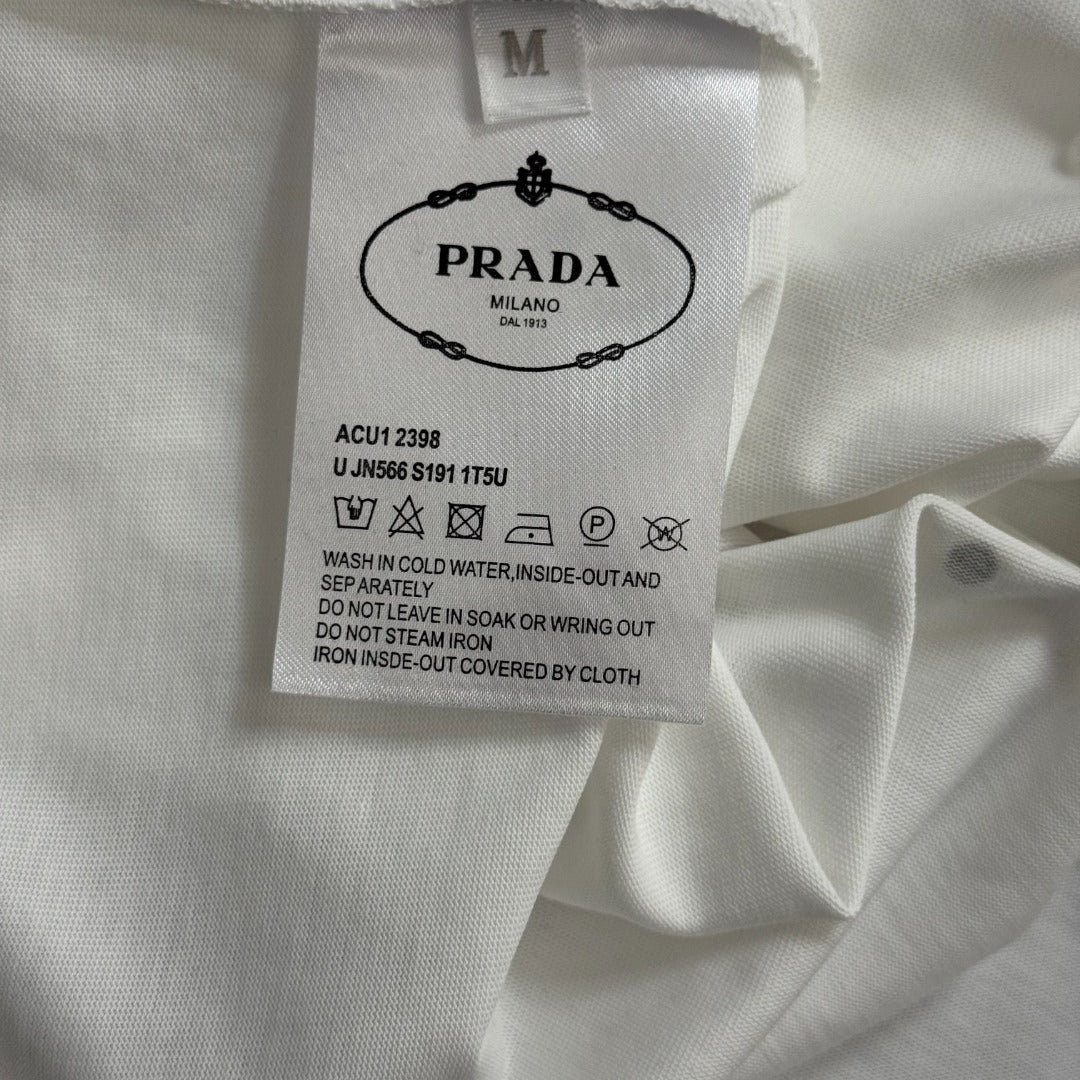 M
PRADA
MILANO
DAL 1913
ACU1 2398
U JN566 S191 1T5U
P
W
WASH IN COLD WATER,INSIDE-OUT AND
SEP ARATELY
DO NOT LEAVE IN SOAK OR WRING OUT
DO NOT STEAM IRON
IRON INSDE-OUT COVERED BY CLOTH